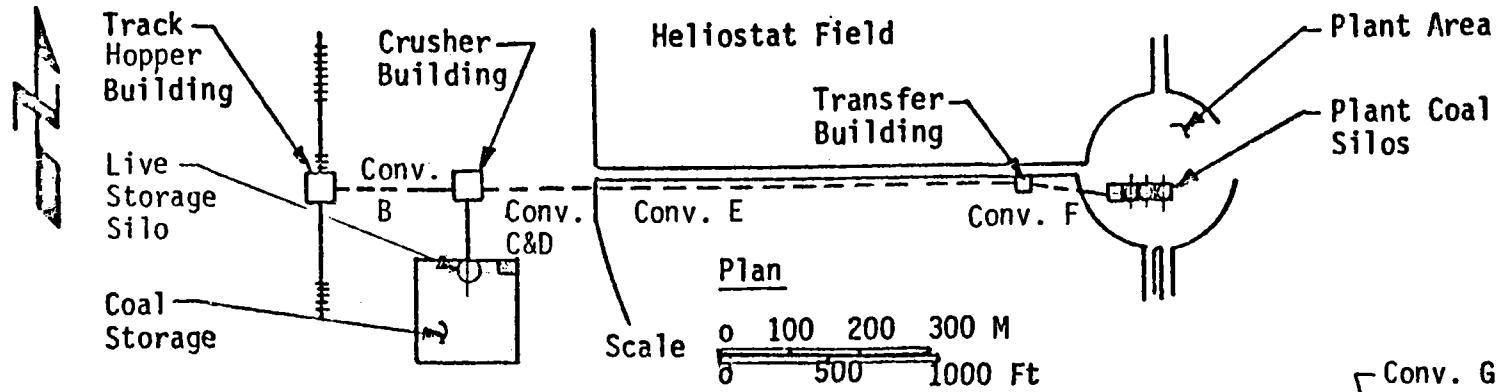 Track
Hopper
Building
Crusher
Building
Heliostat Field
Plant Area
Transfer
Building
Plant Coal
Silos
Live
Storage
Silo
Conv.
B
Conv.
C&D
Conv. E
Conv. F
Coal
Storage
Plan
Scale
0 100 200 300 M
0 500 1000 Ft
Conv. G
N